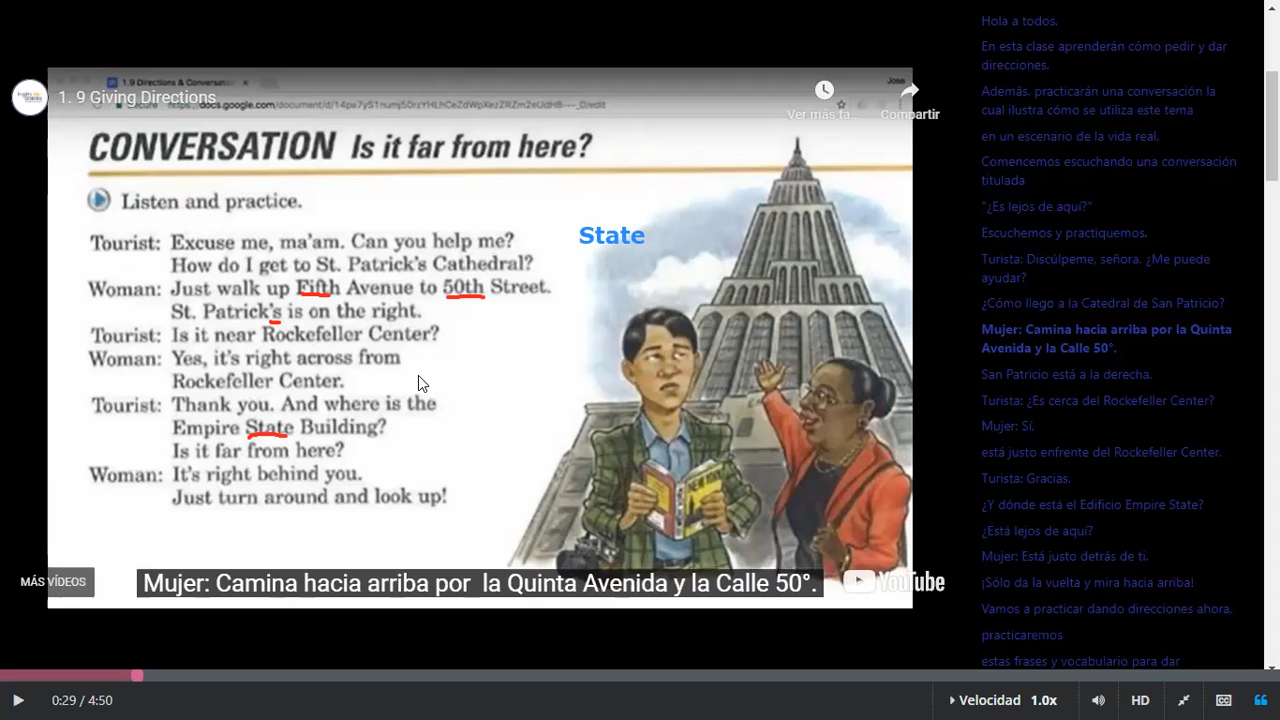 1.9 Directions & Conversation
Jose
1. 9 Giving Directions
Ver más ta...
Compartir
CONVERSATION Is it far from here?
Listen and practice.
State
Tourist: Excuse me, ma'am. Can you help me?
How do I get to St. Patrick's Cathedral?
Woman: Just walk up Fifth Avenue to 50th Street.
St. Patrick's is on the right.
Tourist: Is it near Rockefeller Center?
Woman: Yes, it's right across from
Rockefeller Center.
Tourist: Thank you. And where is the
Empire State Building?
Is it far from here?
Woman: It's right behind you.
Just turn around and look up!
NEW YORK
MÁS VÍDEOS
Mujer: Camina hacia arriba por la Quinta Avenida y la Calle 50°.
YouTube
Hola a todos.
En esta clase aprenderán cómo pedir y dar
direcciones.
Además, practicarán una conversación la
cual ilustra cómo se utiliza este tema
en un escenario de la vida real.
Comencemos escuchando una conversación
titulada
"¿Es lejos de aquí?"
Escuchemos y practiquemos.
Turista: Discúlpeme, señora. ¿Me puede
ayudar?
¿Cómo llego a la Catedral de San Patricio?
Mujer: Camina hacia arriba por la Quinta
Avenida y la Calle 50°.
San Patricio está a la derecha.
Turista: ¿Es cerca del Rockefeller Center?
Mujer: Sí,
está justo enfrente del Rockefeller Center.
Turista: Gracias.
¿Y dónde está el Edificio Empire State?
¿Está lejos de aquí?
Mujer: Está justo detrás de ti.
¡Sólo da la vuelta y mira hacia arriba!
Vamos a practicar dando direcciones ahora,
practicaremos
estas frases y vocabulario para dar
0:29 / 4:50
Velocidad 1.0x
HD
CC